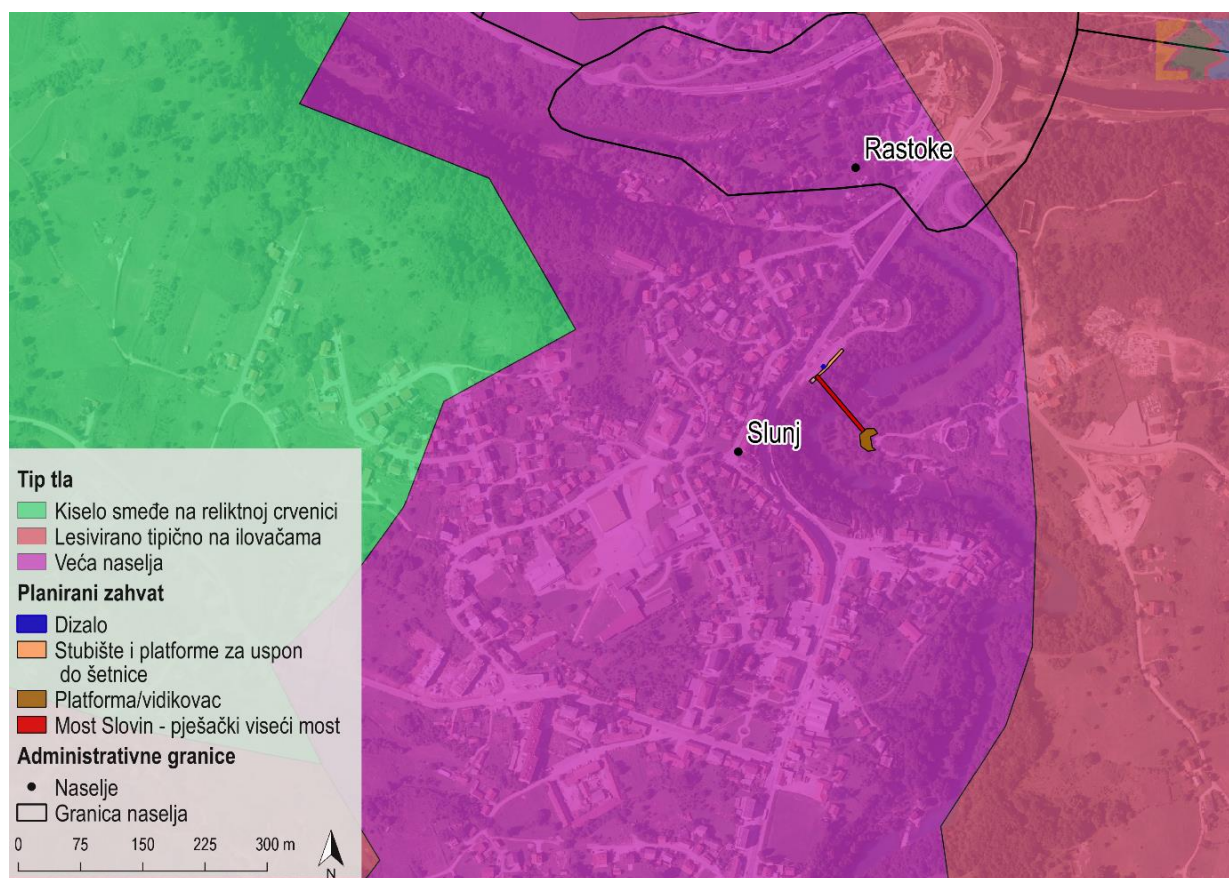 Rastoke
Slunj
Tip tla
Kiselo smeđe na reliktnoj crvenici
Lesivirano tipično na ilovačama
Veća naselja
Planirani zahvat
Dizalo
Stubište i platforme za uspon
do šetnice
Platforma/vidikovac
Most Slovin - pješački viseći most
Administrativne granice
Naselje
Granica naselja
0 75 150 225 300 m
N